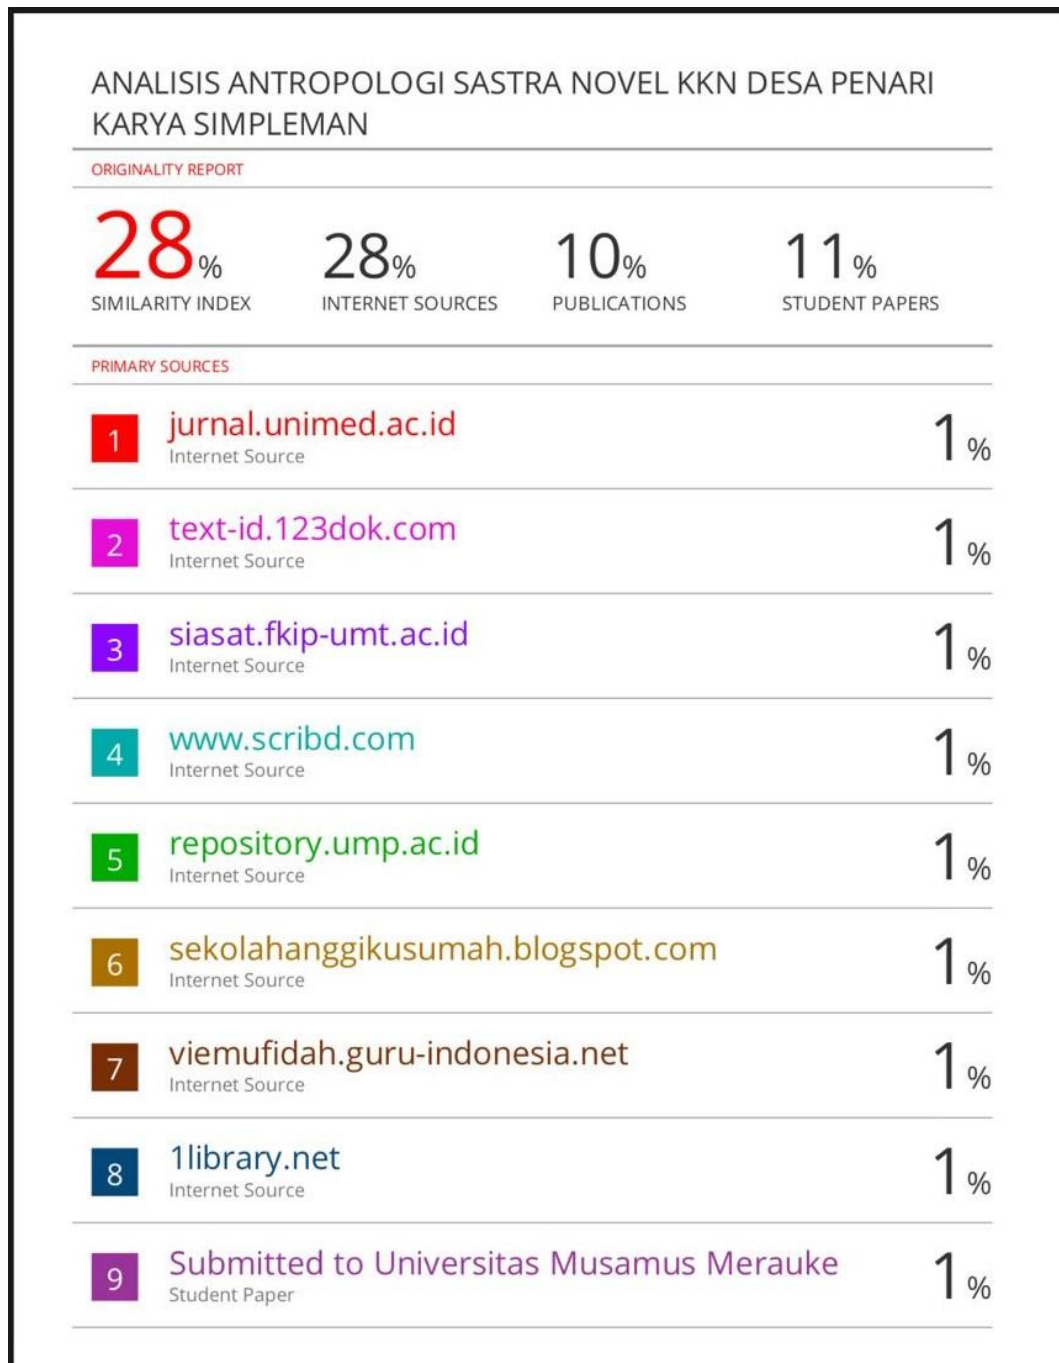 ANALISIS ANTROPOLOGI SASTRA NOVEL KKN DESA PENARI
KARYA SIMPLEMAN
ORIGINALITY REPORT
28% 28% 10% 11%
SIMILARITY INDEX INTERNET SOURCES PUBLICATIONS STUDENT PAPERS
PRIMARY SOURCES
1 jurnal.unimed.ac.id 1%
Internet Source
2 text-id.123dok.com 1%
Internet Source
3 siasat.fkip-umt.ac.id 1%
Internet Source
4 www.scribd.com 1%
Internet Source
5 repository.ump.ac.id 1%
Internet Source
6 sekolahanggikusumah.blogspot.com 1%
Internet Source
7 viemufidah.guru-indonesia.net 1%
Internet Source
8 1library.net 1%
Internet Source
9 Submitted to Universitas Musamus Merauke 1%
Student Paper